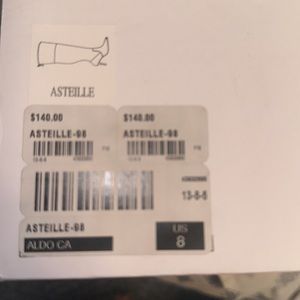 ASTEILLE
$140.00 $140.00
ASTEILLE-98 ASTEILLE-98
13-8-8
ASTEILLE-98 US
ALDO CA 8